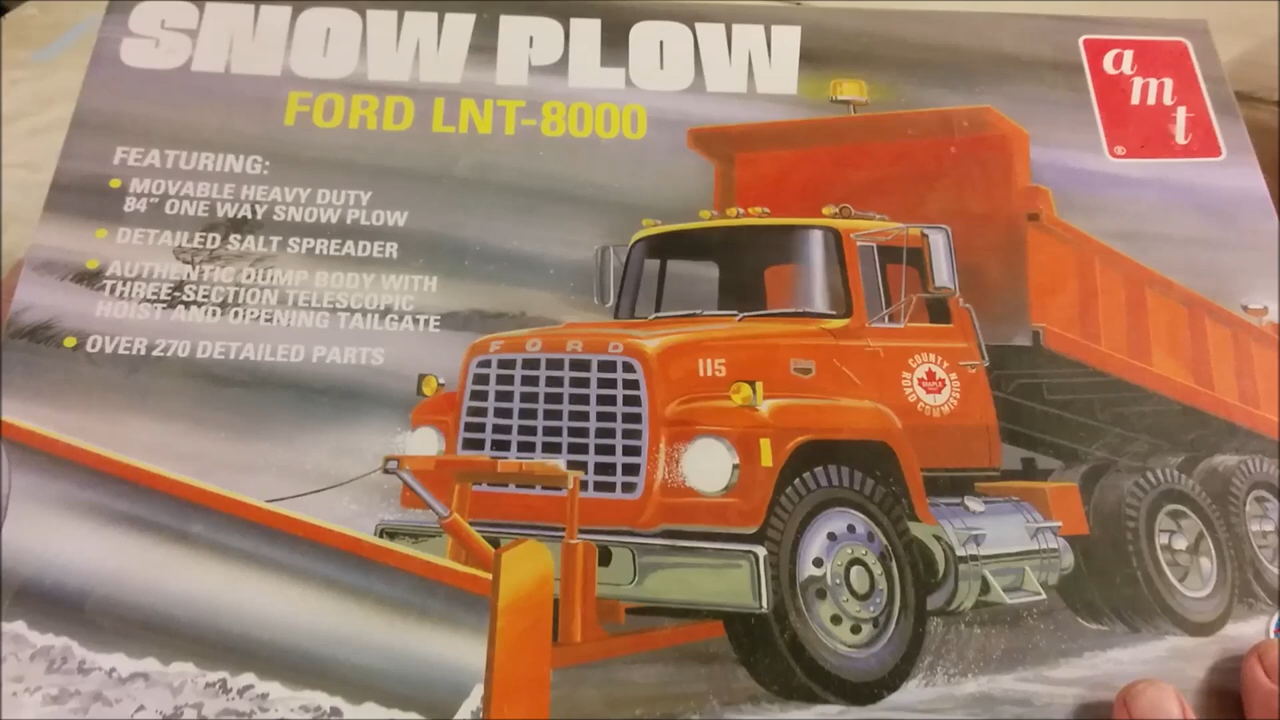 SNOW PLOW
FORD LNT-8000
amt
®
FEATURING:
• MOVABLE HEAVY DUTY
84" ONE WAY SNOW PLOW
• DETAILED SALT SPREADER
• AUTHENTIC DUMP BODY WITH
THREE-SECTION TELESCOPIC
HOIST AND OPENING TAILGATE
• OVER 270 DETAILED PARTS
FORD
115
COUNTY
MAPLE
ROAD COMMISSION